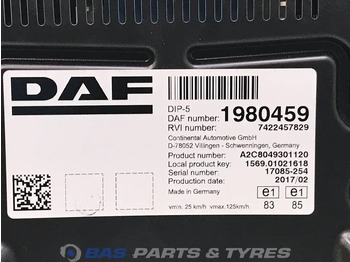 DAF
DIP-5
DAF number: 1980459
RVI number: 7422457829
Continental Automotive GmbH
D-78052 Villingen - Schwenningen, Germany
Product number: A2C8049301120
Local product key: 1569.01021618
Serial number 17085-254
Production date 2017/02
Made in Germany
e1 e1
vmin. 25 km/h vmax.125km/h 83 85
BAS PARTS & TYRES